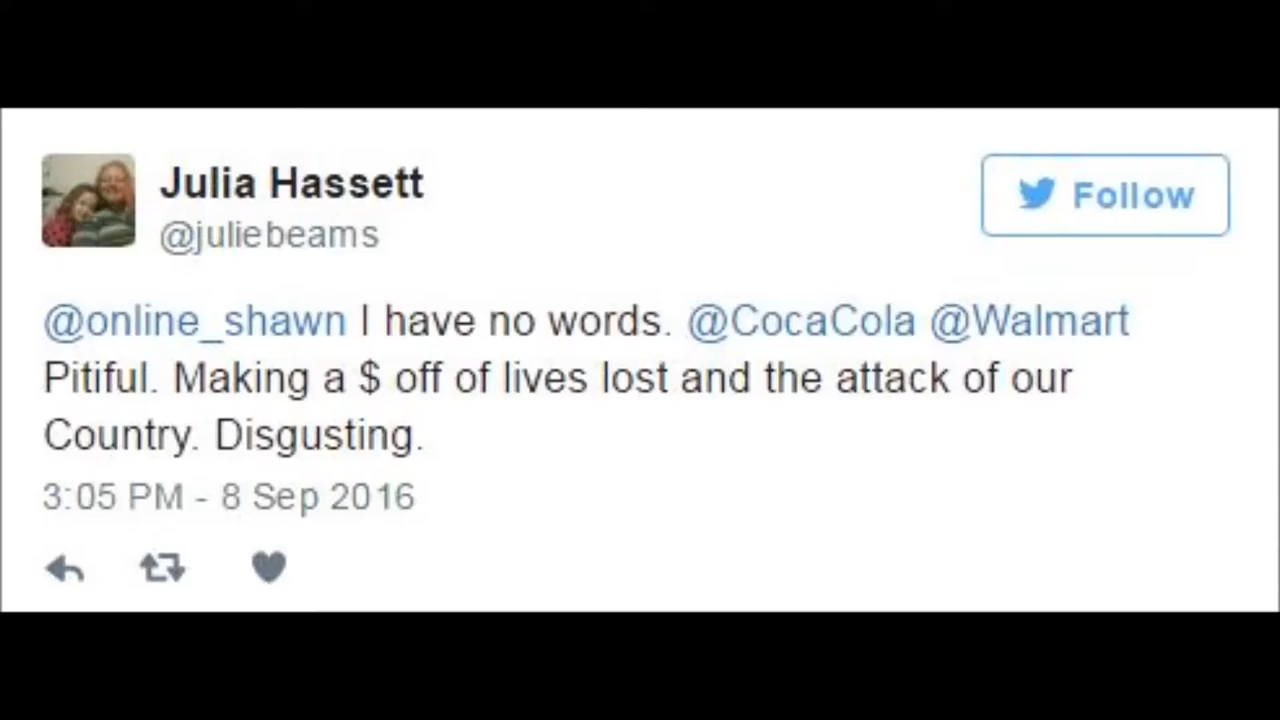 Julia Hassett
Follow
@juliebeams
@online_shawn I have no words. @CocaCola @Walmart
Pitiful. Making a $ off of lives lost and the attack of our
Country. Disgusting.
3:05 PM - 8 Sep 2016